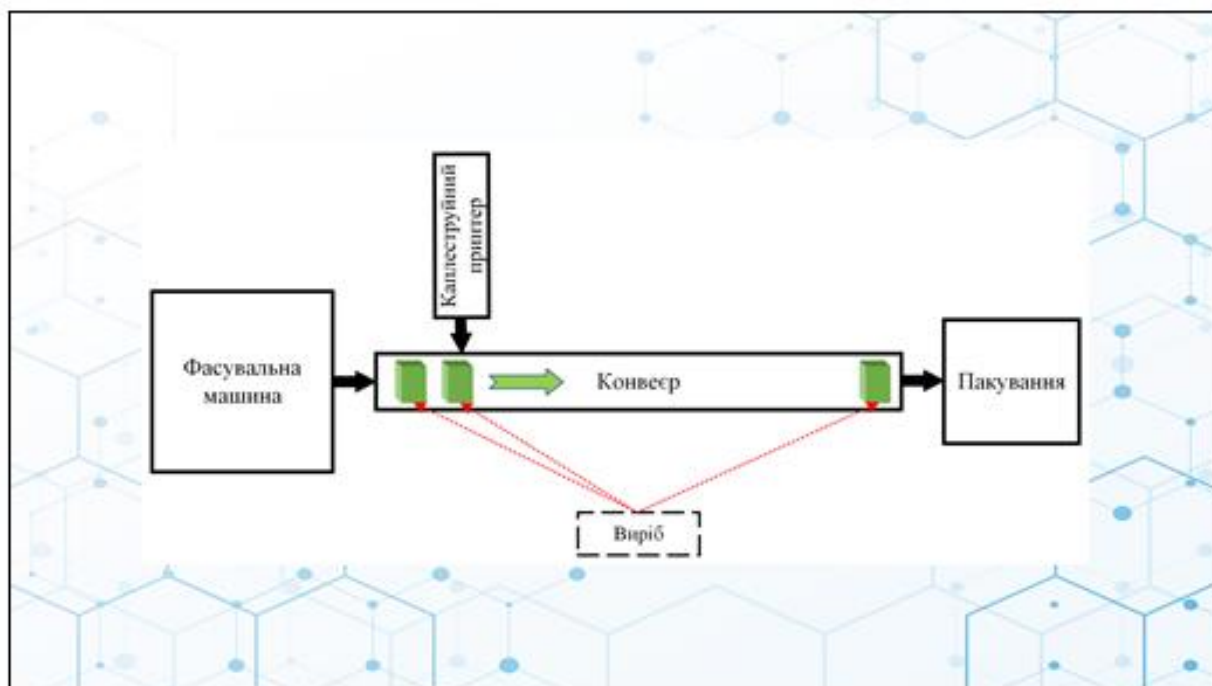 Каплеструйний
принтер
Фасувальна
машина
Конвеєр
Пакування
Виріб